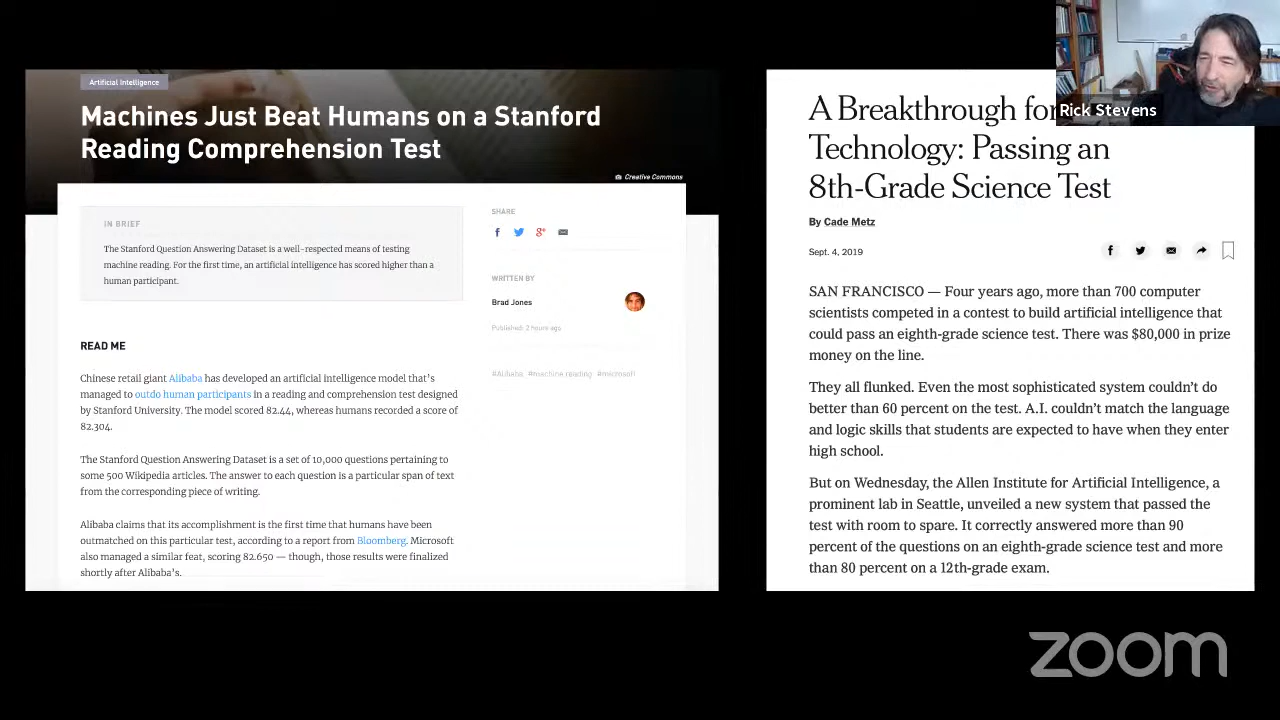 Artificial Intelligence
Machines Just Beat Humans on a Stanford
Reading Comprehension Test
Creative Commons
IN BRIEF
The Stanford Question Answering Dataset is a well-respected means of testing
machine reading. For the first time, an artificial intelligence has scored higher than a
human participant.
SHARE
WRITTEN BY
Brad Jones
Published: 2 hours ago
#Alibaba #machine reading #microsoft
READ ME
Chinese retail giant Alibaba has developed an artificial intelligence model that's
managed to outdo human participants in a reading and comprehension test designed
by Stanford University. The model scored 82.44, whereas humans recorded a score of
82.304.
The Stanford Question Answering Dataset is a set of 10,000 questions pertaining to
some 500 Wikipedia articles. The answer to each question is a particular span of text
from the corresponding piece of writing.
Alibaba claims that its accomplishment is the first time that humans have been
outmatched on this particular test, according to a report from Bloomberg. Microsoft
also managed a similar feat, scoring 82.650 — though, those results were finalized
shortly after Alibaba's.
A Breakthrough for
Technology: Passing an
8th-Grade Science Test
By Cade Metz
Sept. 4, 2019
SAN FRANCISCO — Four years ago, more than 700 computer
scientists competed in a contest to build artificial intelligence that
could pass an eighth-grade science test. There was $80,000 in prize
money on the line.
They all flunked. Even the most sophisticated system couldn't do
better than 60 percent on the test. A.I. couldn't match the language
and logic skills that students are expected to have when they enter
high school.
But on Wednesday, the Allen Institute for Artificial Intelligence, a
prominent lab in Seattle, unveiled a new system that passed the
test with room to spare. It correctly answered more than 90
percent of the questions on an eighth-grade science test and more
than 80 percent on a 12th-grade exam.
Rick Stevens
zoom